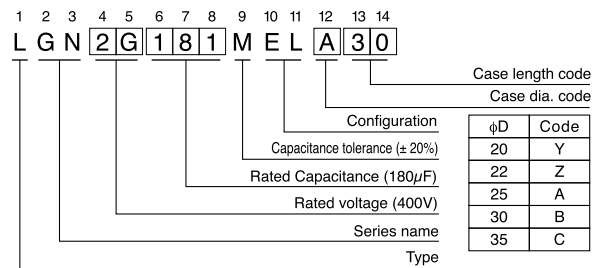 1 2 3 4 5 6 7 8 9 10 11 12 13 14
L G N 2 G 1 8 1 M E L A 3 0
Case length code
Case dia. code
Configuration
Capacitance tolerance (± 20%)
Rated Capacitance (180µF)
Rated voltage (400V)
Series name
Type
ϕD Code
20 Y
22 Z
25 A
30 B
35 C